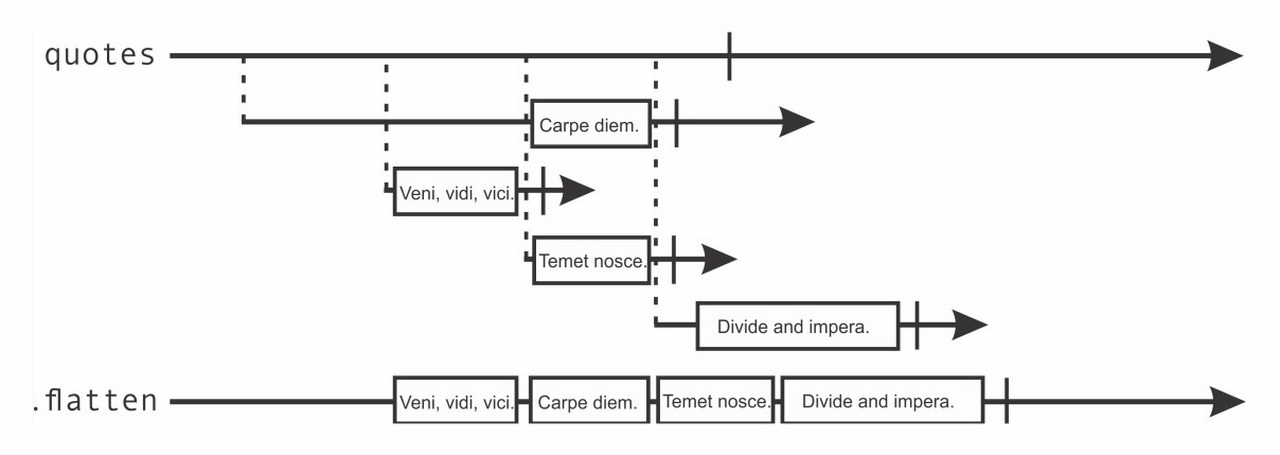 quotes
Carpe diem.
Veni, vidi, vici.
Temet nosce.
Divide and impera.
.flatten
Veni, vidi, vici.
Carpe diem.
Temet nosce.
Divide and impera.